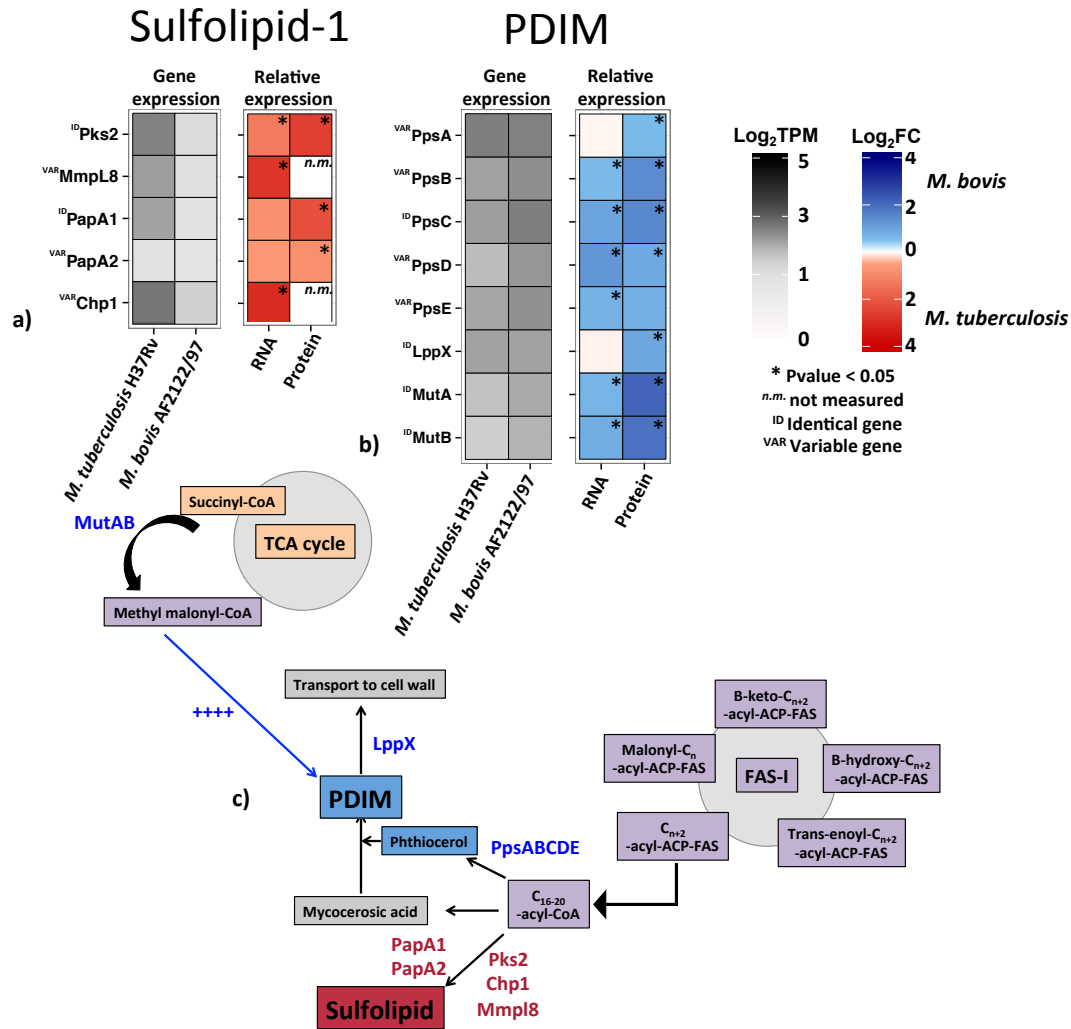 Sulfolipid-1
PDIM
Gene
expression
Relative
expression
IDPks2
VARMmpL8
IDPapA1
VARPapA2
VARChp1
*
*
*
n.m.
*
*
*
n.m.
a)
M. tuberculosis H37Rv
M. bovis AF2122/97
RNA
Protein
Gene
expression
Relative
expression
VARPpsA
VARPpsB
IDPpsC
VARPpsD
VARPpsE
IDLppX
IDMutA
IDMutB
*
*
*
*
*
*
*
*
*
*
*
*
*
b)
M. tuberculosis H37Rv
M. bovis AF2122/97
RNA
Protein
Log2TPM
5
3
1
0
Log2FC
4
2
0
2
4
M. bovis
M. tuberculosis
* Pvalue < 0.05
n.m. not measured
ID Identical gene
VAR Variable gene
Succinyl-CoA
MutAB
TCA cycle
Methyl malonyl-CoA
++++
Transport to cell wall
LppX
c)
PDIM
Phthiocerol
PpsABCDE
Mycocerosic acid
C16-20
-acyl-CoA
PapA1
PapA2
Pks2
Chp1
Mmpl8
Sulfolipid
B-keto-Cn+2
-acyl-ACP-FAS
Malonyl-Cn
-acyl-ACP-FAS
FAS-I
B-hydroxy-Cn+2
-acyl-ACP-FAS
Cn+2
-acyl-ACP-FAS
Trans-enoyl-Cn+2
-acyl-ACP-FAS